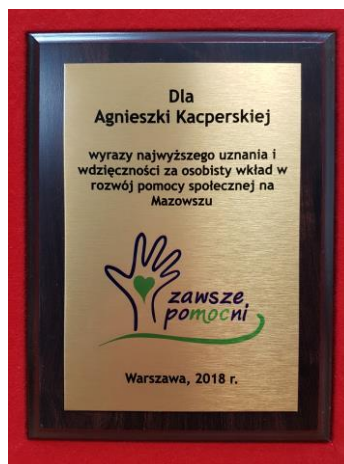 Dla
Agnieszki Kacperskiej
wyrazy najwyższego uznania i
wdzięczności za osobisty wkład w
rozwój pomocy społecznej na
Mazowszu
zawsze
pomocni
Warszawa, 2018 r.